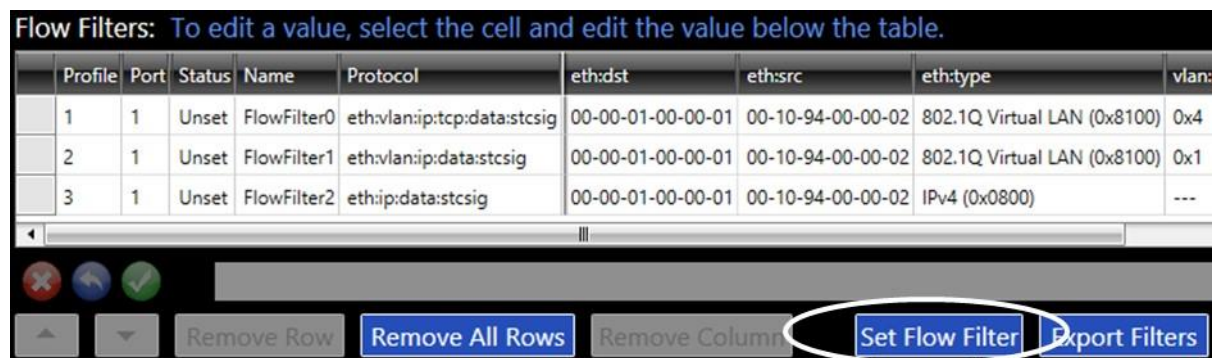 Flow Filters: To edit a value, select the cell and edit the value below the table.
Profile Port Status Name Protocol eth:dst eth:src eth:type vlan:
1 1 Unset FlowFilter0 eth:vlan:ip:tcp:data:stcsig 00-00-01-00-00-01 00-10-94-00-00-02 802.1Q Virtual LAN (0x8100) 0x4
2 1 Unset FlowFilter1 eth:vlan:ip:data:stcsig 00-00-01-00-00-01 00-10-94-00-00-02 802.1Q Virtual LAN (0x8100) 0x1
3 1 Unset FlowFilter2 eth:ip:data:stcsig 00-00-01-00-00-01 00-10-94-00-00-02 IPv4 (0x0800) ---
Remove Row Remove All Rows Remove Column Set Flow Filter Export Filters